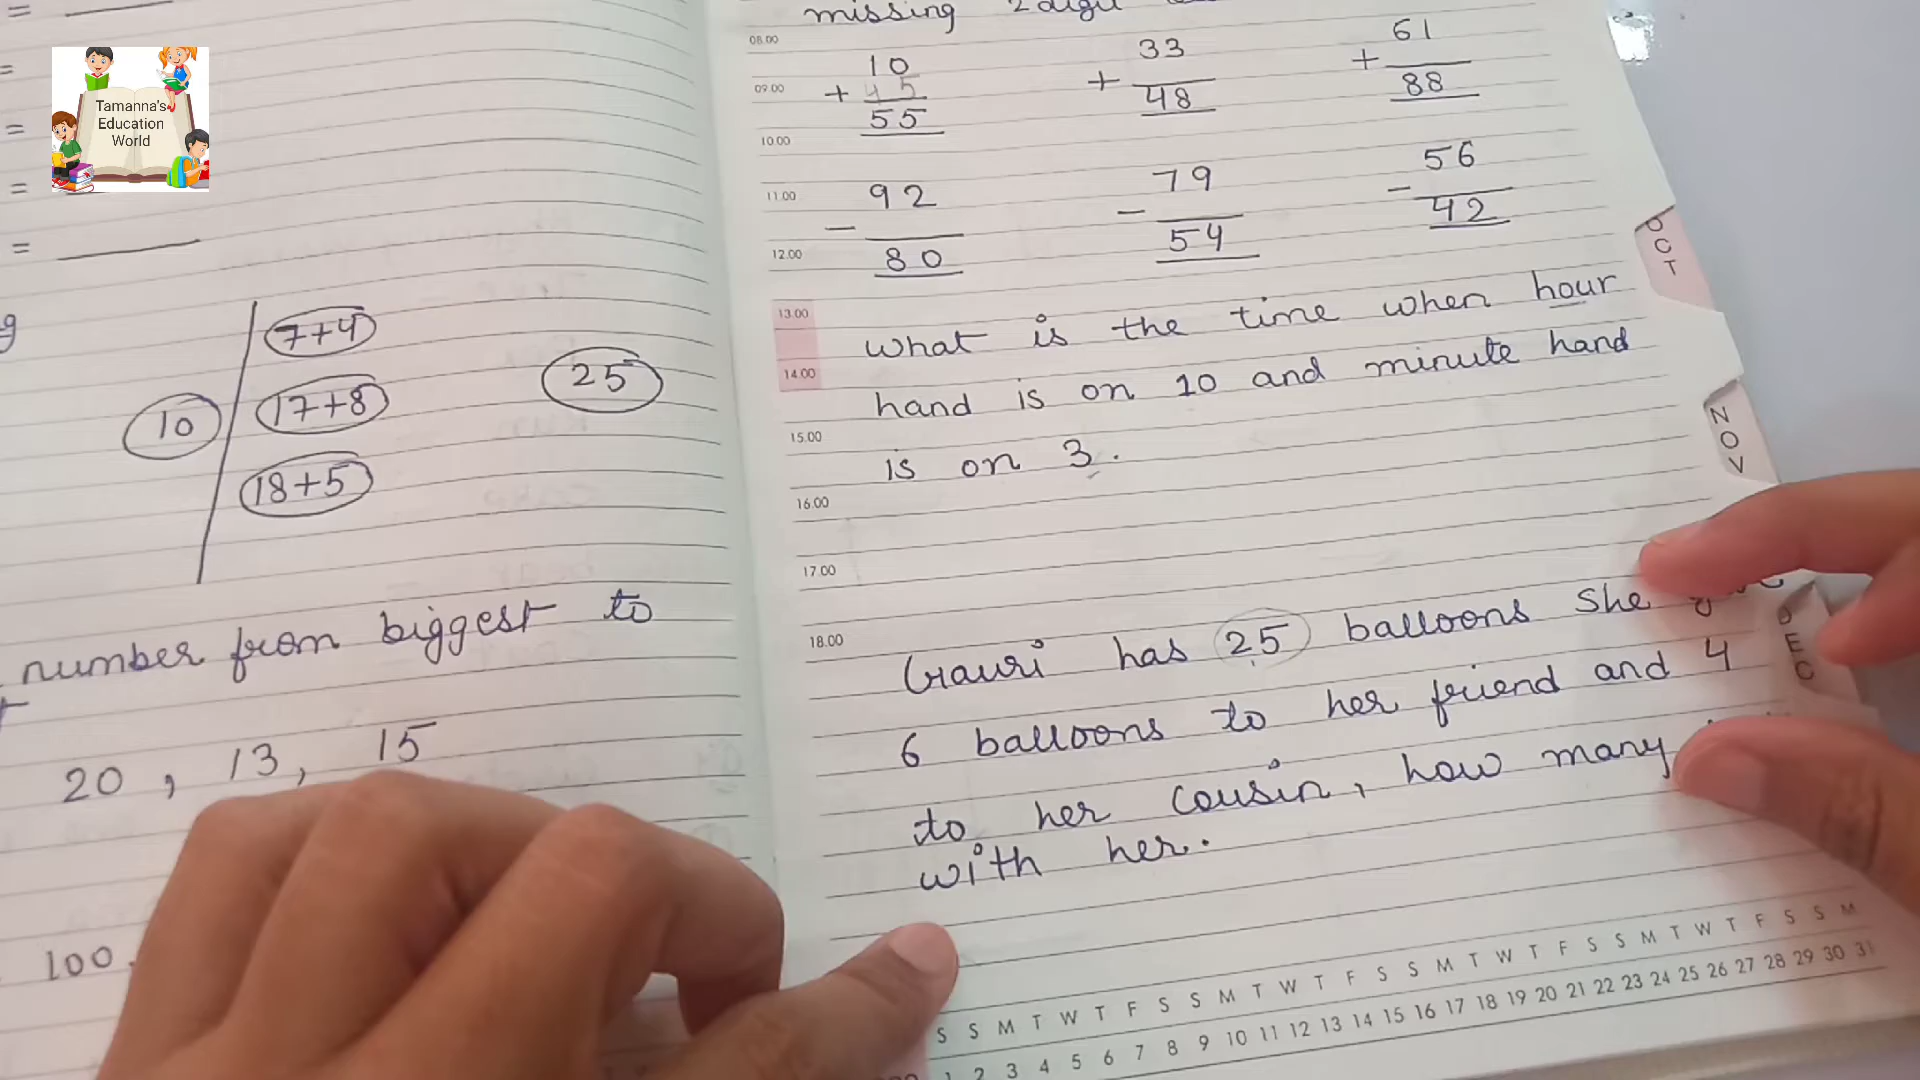 Tamanna's
Education
World
=
=
=
=
= ______
7+4
10
17+8
25
18+5
number from biggest to
20, 13, 15
100
missing 2 digit
08.00
10
+ 45
55
33
+
48
61
+
88
09.00
10.00
11.00
92
-
80
79
-
54
56
-
42
12.00
13.00
What is the time when hour
14.00
hand is on 10 and minute hand
15.00
is on 3.
16.00
17.00
18.00
Gauri has 25 balloons She
6 balloons to her friend and 4
to her cousin, how many
with her.
OCT
NOV
DEC
S S M T W T F S S M T W T F S S M T W T F S S M T W T F S S M
1 2 3 4 5 6 7 8 9 10 11 12 13 14 15 16 17 18 19 20 21 22 23 24 25 26 27 28 29 30 31